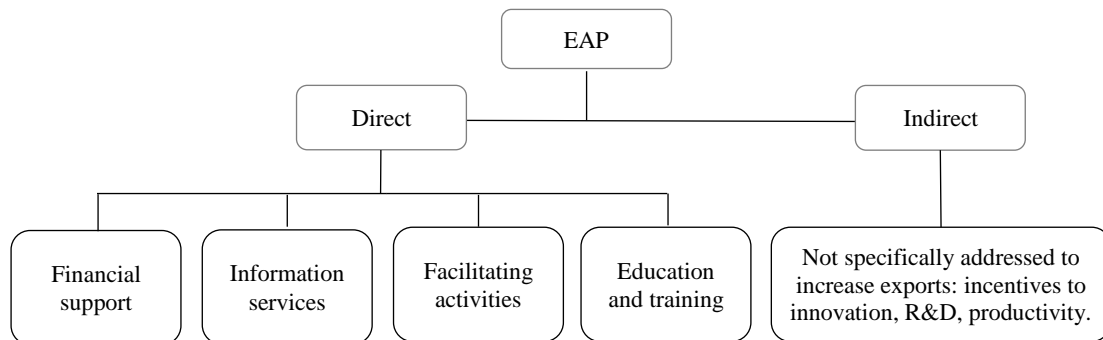 EAP
Direct
Indirect
Financial
support
Information
services
Facilitating
activities
Education
and training
Not specifically addressed to
increase exports: incentives to
innovation, R&D, productivity.